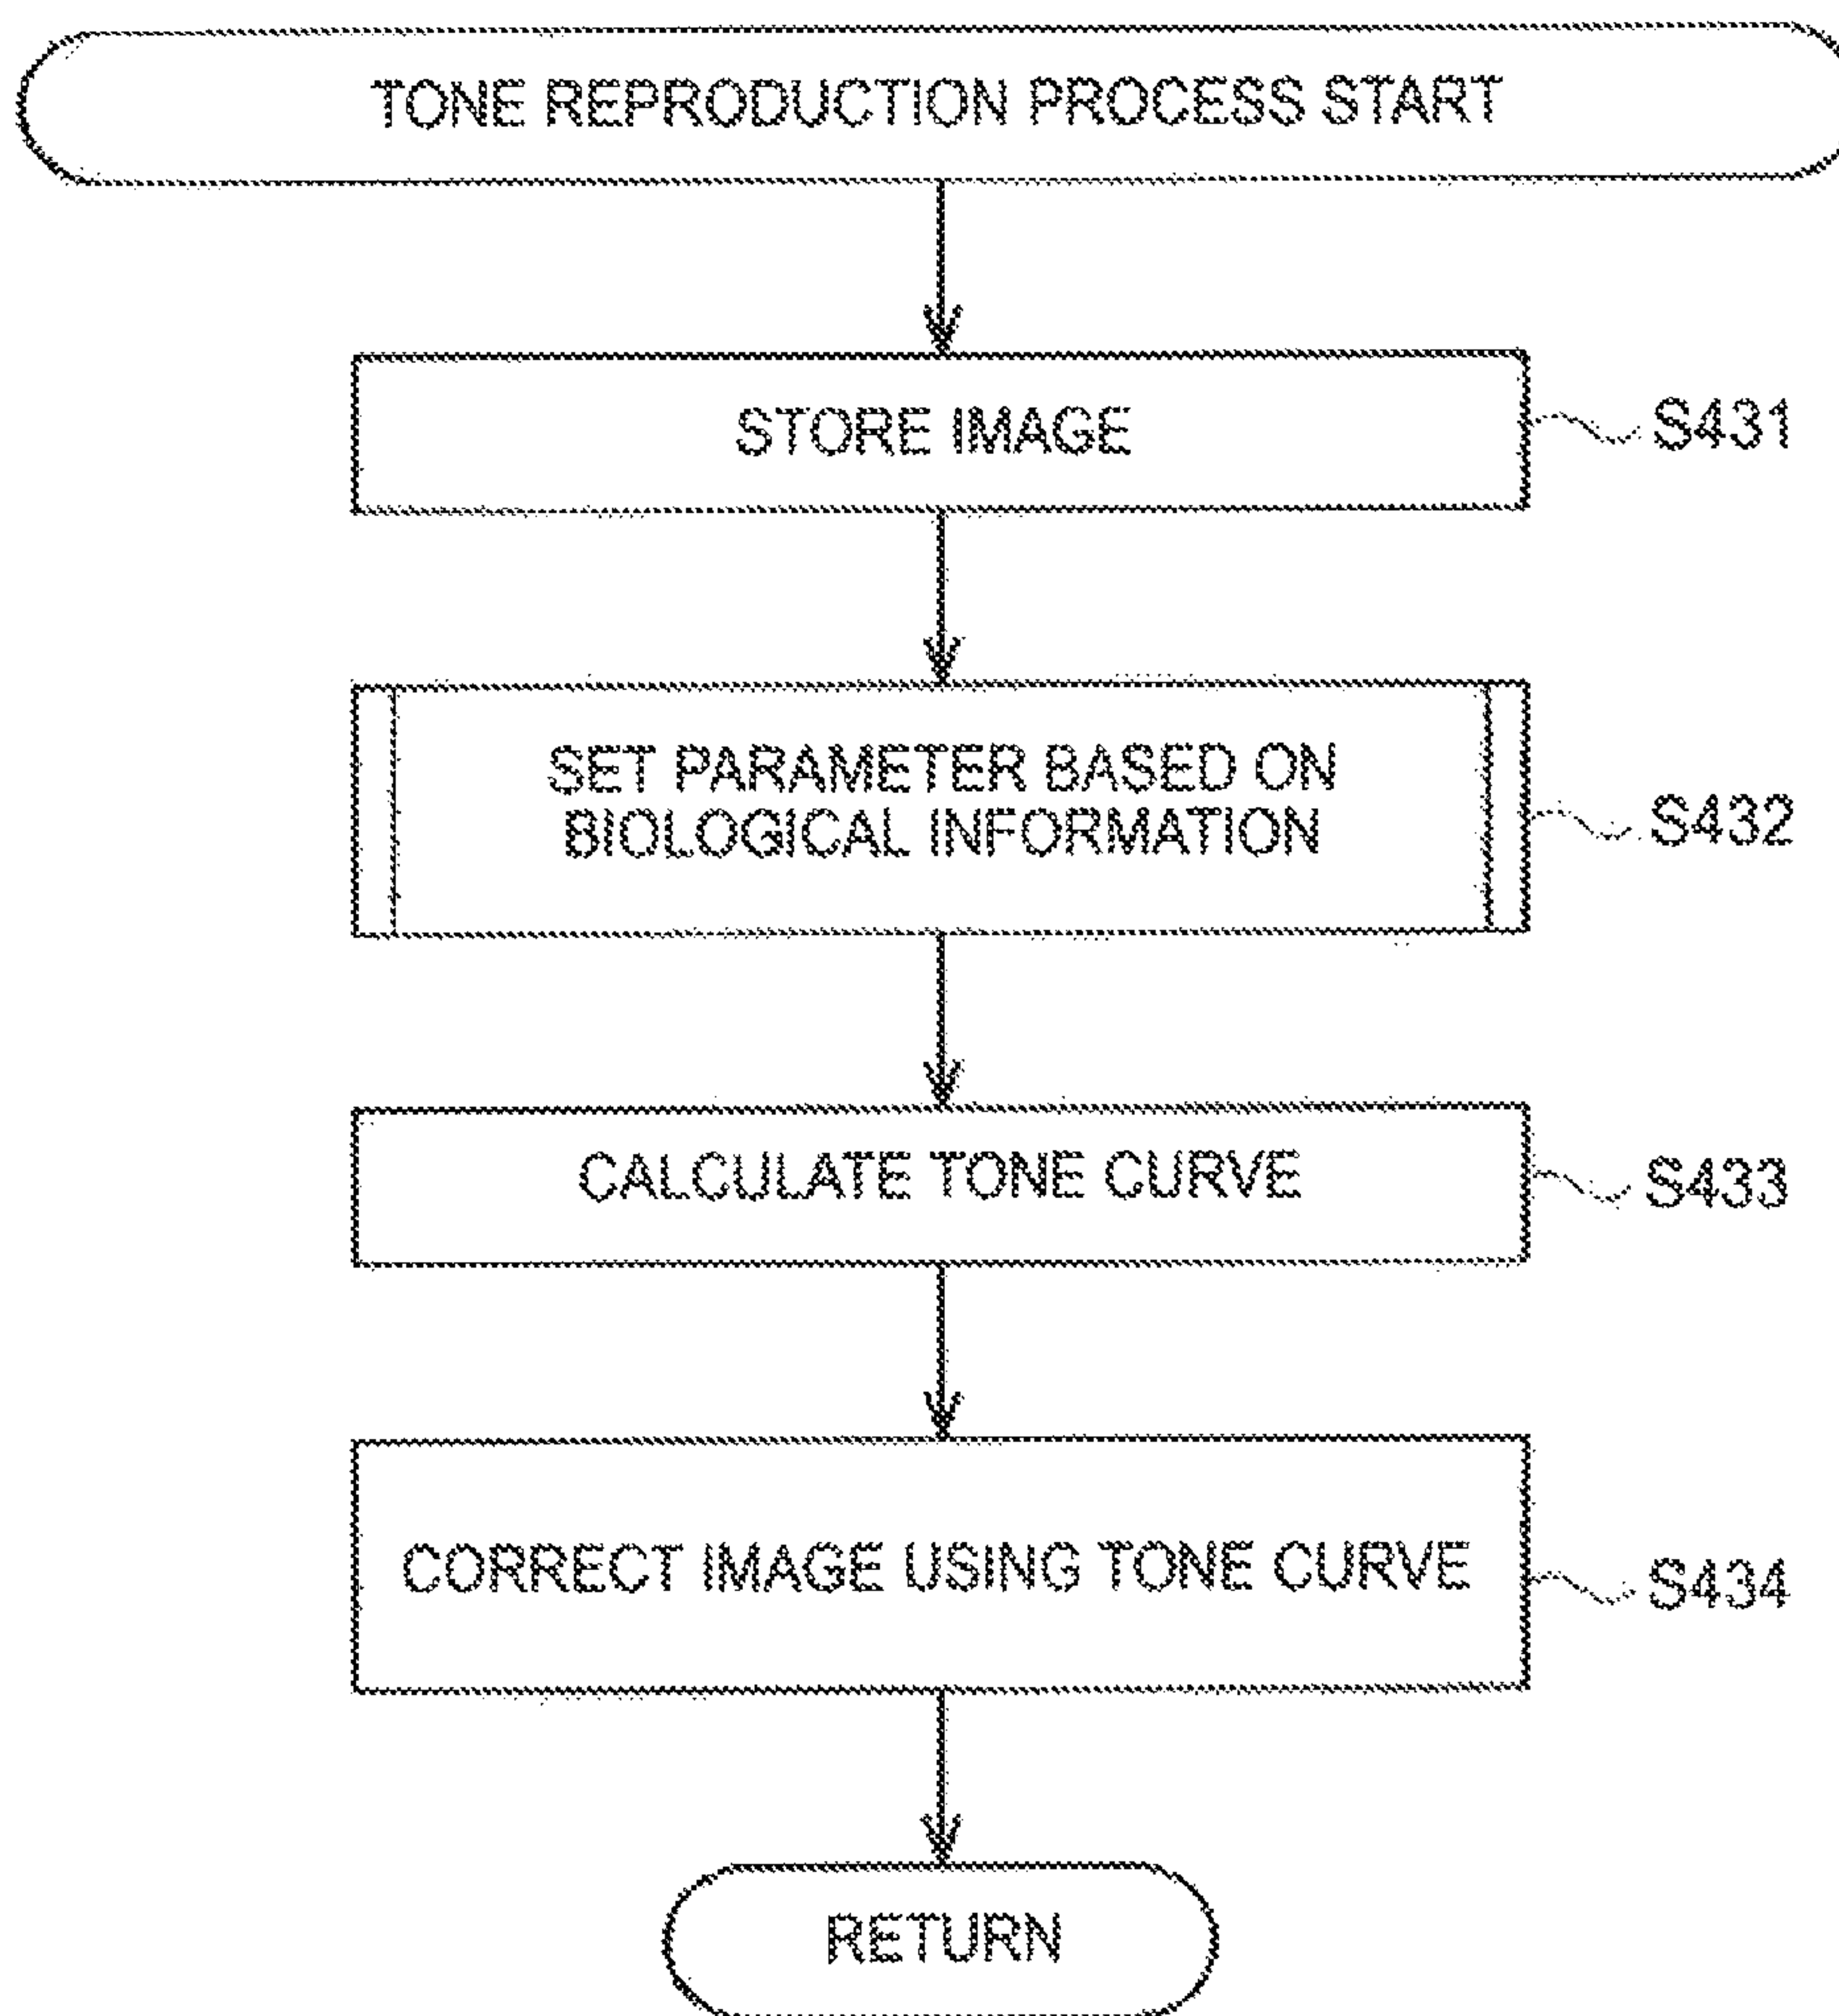 TONE REPRODUCTION PROCESS START
STORE IMAGE
S431
SET PARAMETER BASED ON
BIOLOGICAL INFORMATION
S432
CALCULATE TONE CURVE
S433
CORRECT IMAGE USING TONE CURVE
S434
RETURN